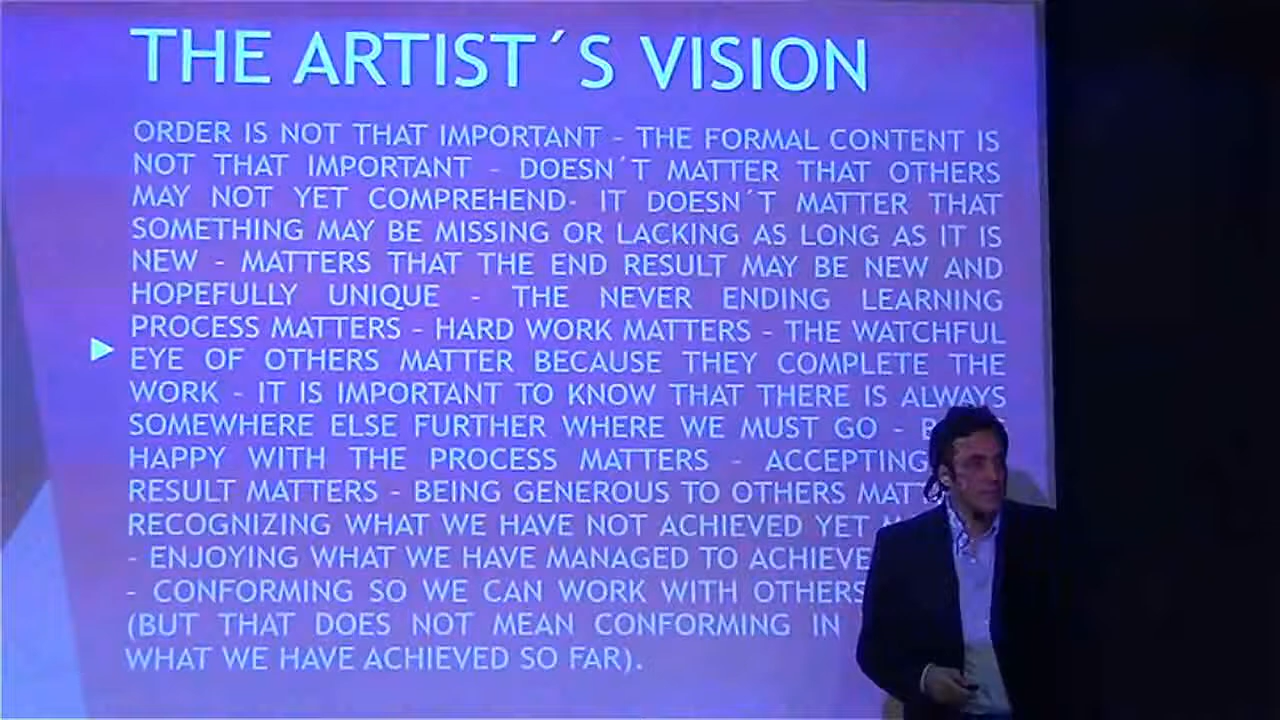 THE ARTIST´S VISION
ORDER IS NOT THAT IMPORTANT – THE FORMAL CONTENT IS
NOT THAT IMPORTANT – DOESN´T MATTER THAT OTHERS
MAY NOT YET COMPREHEND- IT DOESN´T MATTER THAT
SOMETHING MAY BE MISSING OR LACKING AS LONG AS IT IS
NEW – MATTERS THAT THE END RESULT MAY BE NEW AND
HOPEFULLY UNIQUE – THE NEVER ENDING LEARNING
PROCESS MATTERS – HARD WORK MATTERS – THE WATCHFUL
EYE OF OTHERS MATTER BECAUSE THEY COMPLETE THE
WORK – IT IS IMPORTANT TO KNOW THAT THERE IS ALWAYS
SOMEWHERE ELSE FURTHER WHERE WE MUST GO –
HAPPY WITH THE PROCESS MATTERS – ACCEPTING
RESULT MATTERS – BEING GENEROUS TO OTHERS
RECOGNIZING WHAT WE HAVE NOT ACHIEVED YET
– ENJOYING WHAT WE HAVE MANAGED TO ACHIEVE
– CONFORMING SO WE CAN WORK WITH OTHERS
(BUT THAT DOES NOT MEAN CONFORMING IN
WHAT WE HAVE ACHIEVED SO FAR).